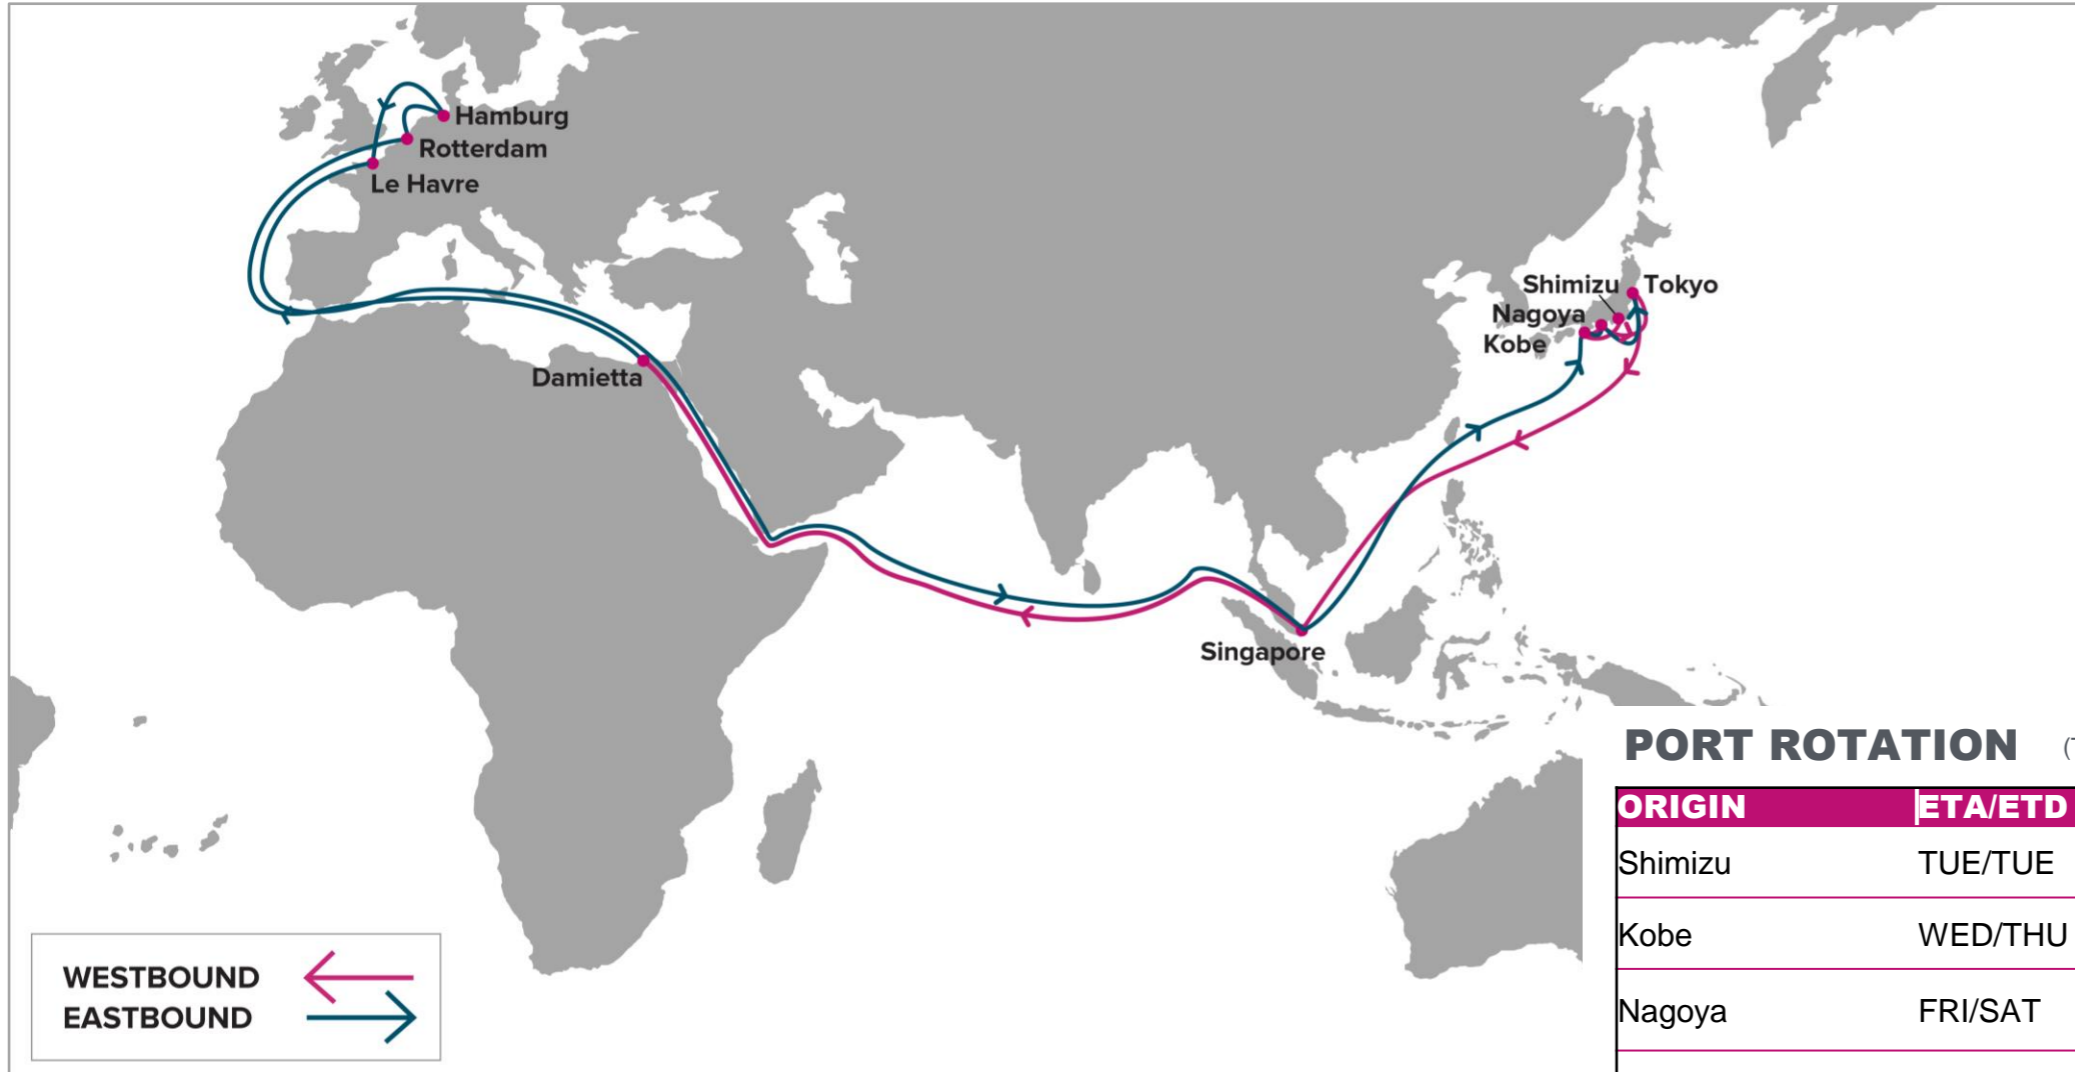 Hamburg
Rotterdam
Le Havre
Damietta
Singapore
Shimizu
Tokyo
Nagoya
Kobe
WESTBOUND
EASTBOUND
PORT ROTATION
ORIGIN ETA/ETD
Shimizu TUE/TUE
Kobe WED/THU
Nagoya FRI/SAT